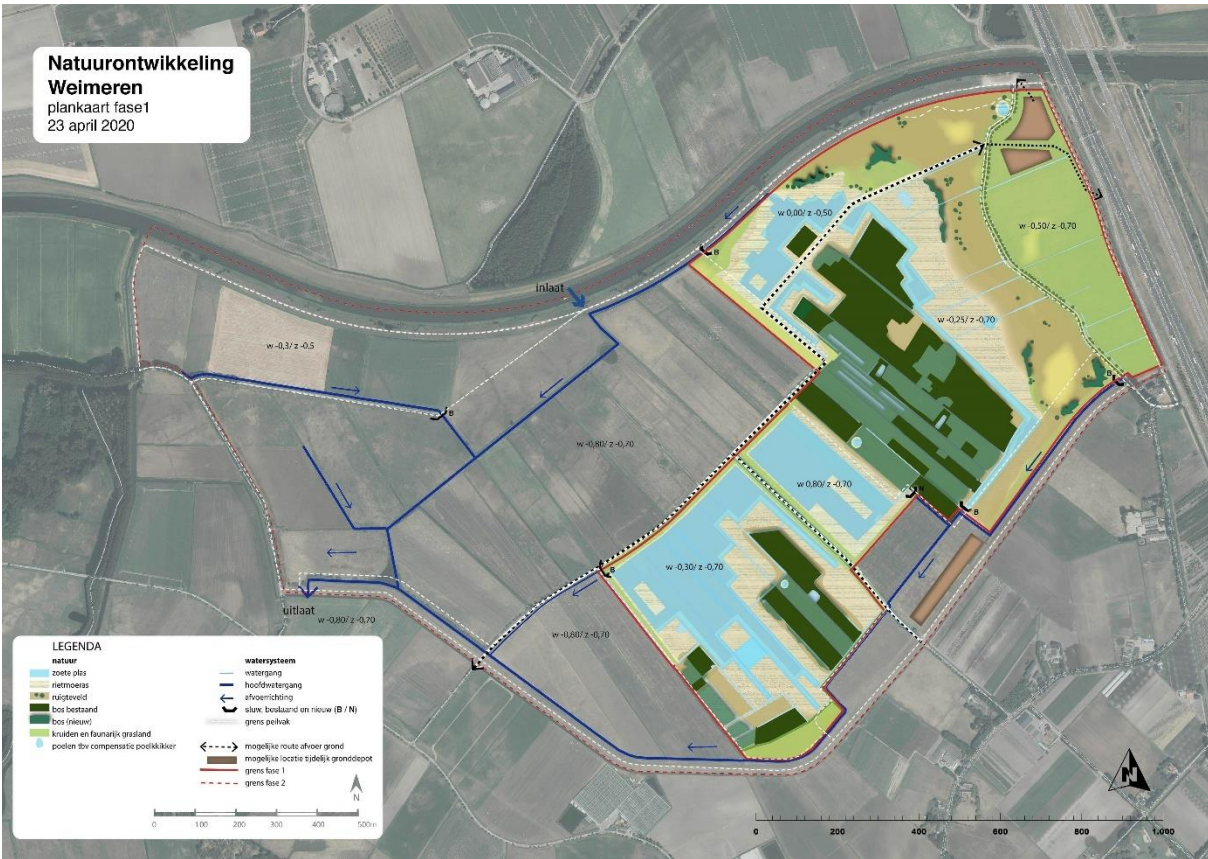 Natuurontwikkeling
Weimeren
plankaart fase1
23 april 2020
w 0,00/ z -0,50
w -0,50/ z -0,70
B
inlaat
w -0,25/ z -0,70
w -0,3/ z -0,5
B
B
w -0,80/ z -0,70
w 0,80/ z -0,70
N
B
w -0,30/ z -0,70
B
uitlaat
w -0,80/ z -0,70
w -0,80/ z -0,70
LEGENDA
natuur
zoete plas
rietmoeras
ruigteveld
bos bestaand
bos (nieuw)
kruiden en faunarijk grasland
poelen tbv compensatie poelkikker
watersysteem
watergang
hoofdwatergang
afvoerrichting
stuw, bestaand en nieuw (B / N)
grens peilvak
mogelijke route afvoer grond
mogelijke locatie tijdelijk gronddepot
grens fase 1
grens fase 2
N
0 100 200 300 400 500m
N
0 200 400 600 800 1.000